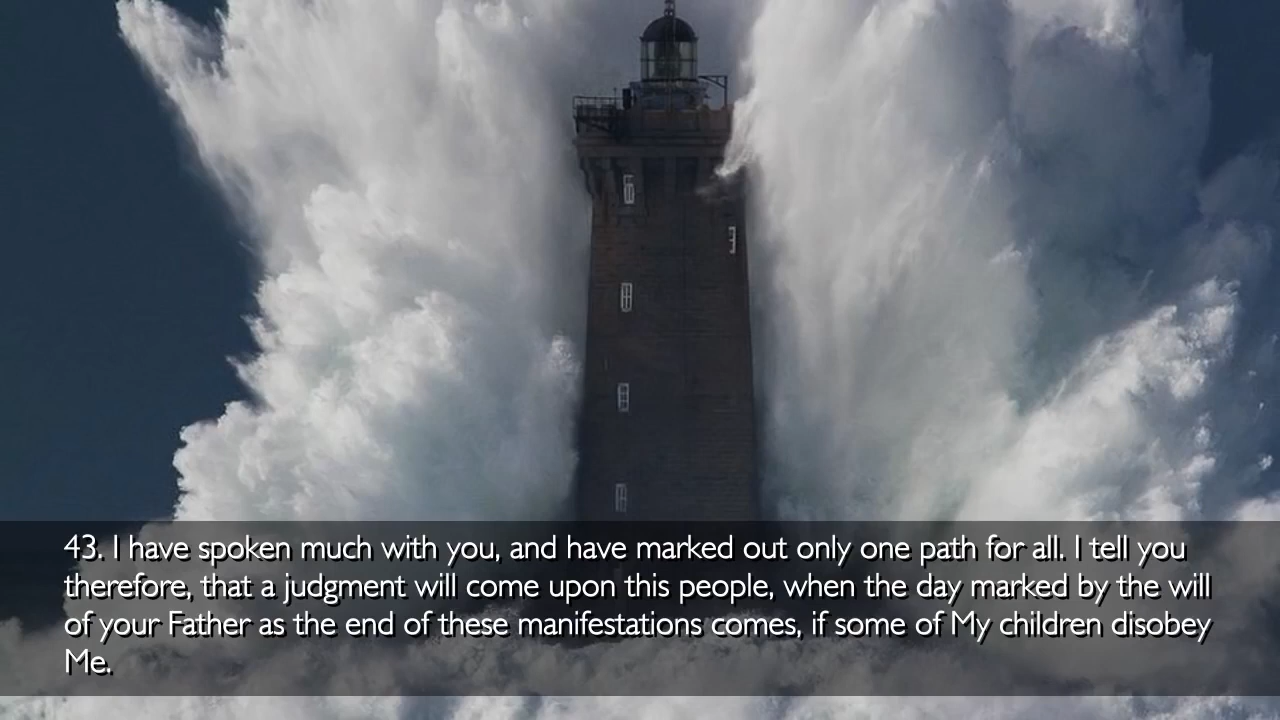 43. I have spoken much with you, and have marked out only one path for all. I tell you
therefore, that a judgment will come upon this people, when the day marked by the will
of your Father as the end of these manifestations comes, if some of My children disobey
Me.